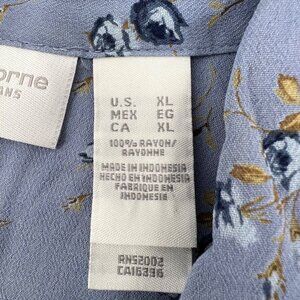 orne
ANS
U.S. XL
MEX EG
CA XL
100% RAYON/
RAYONNE
MADE IN INDONESIA
HECHO EN INDONESIA
FABRIQUE EN
INDONESIE
RN52002
CA16396